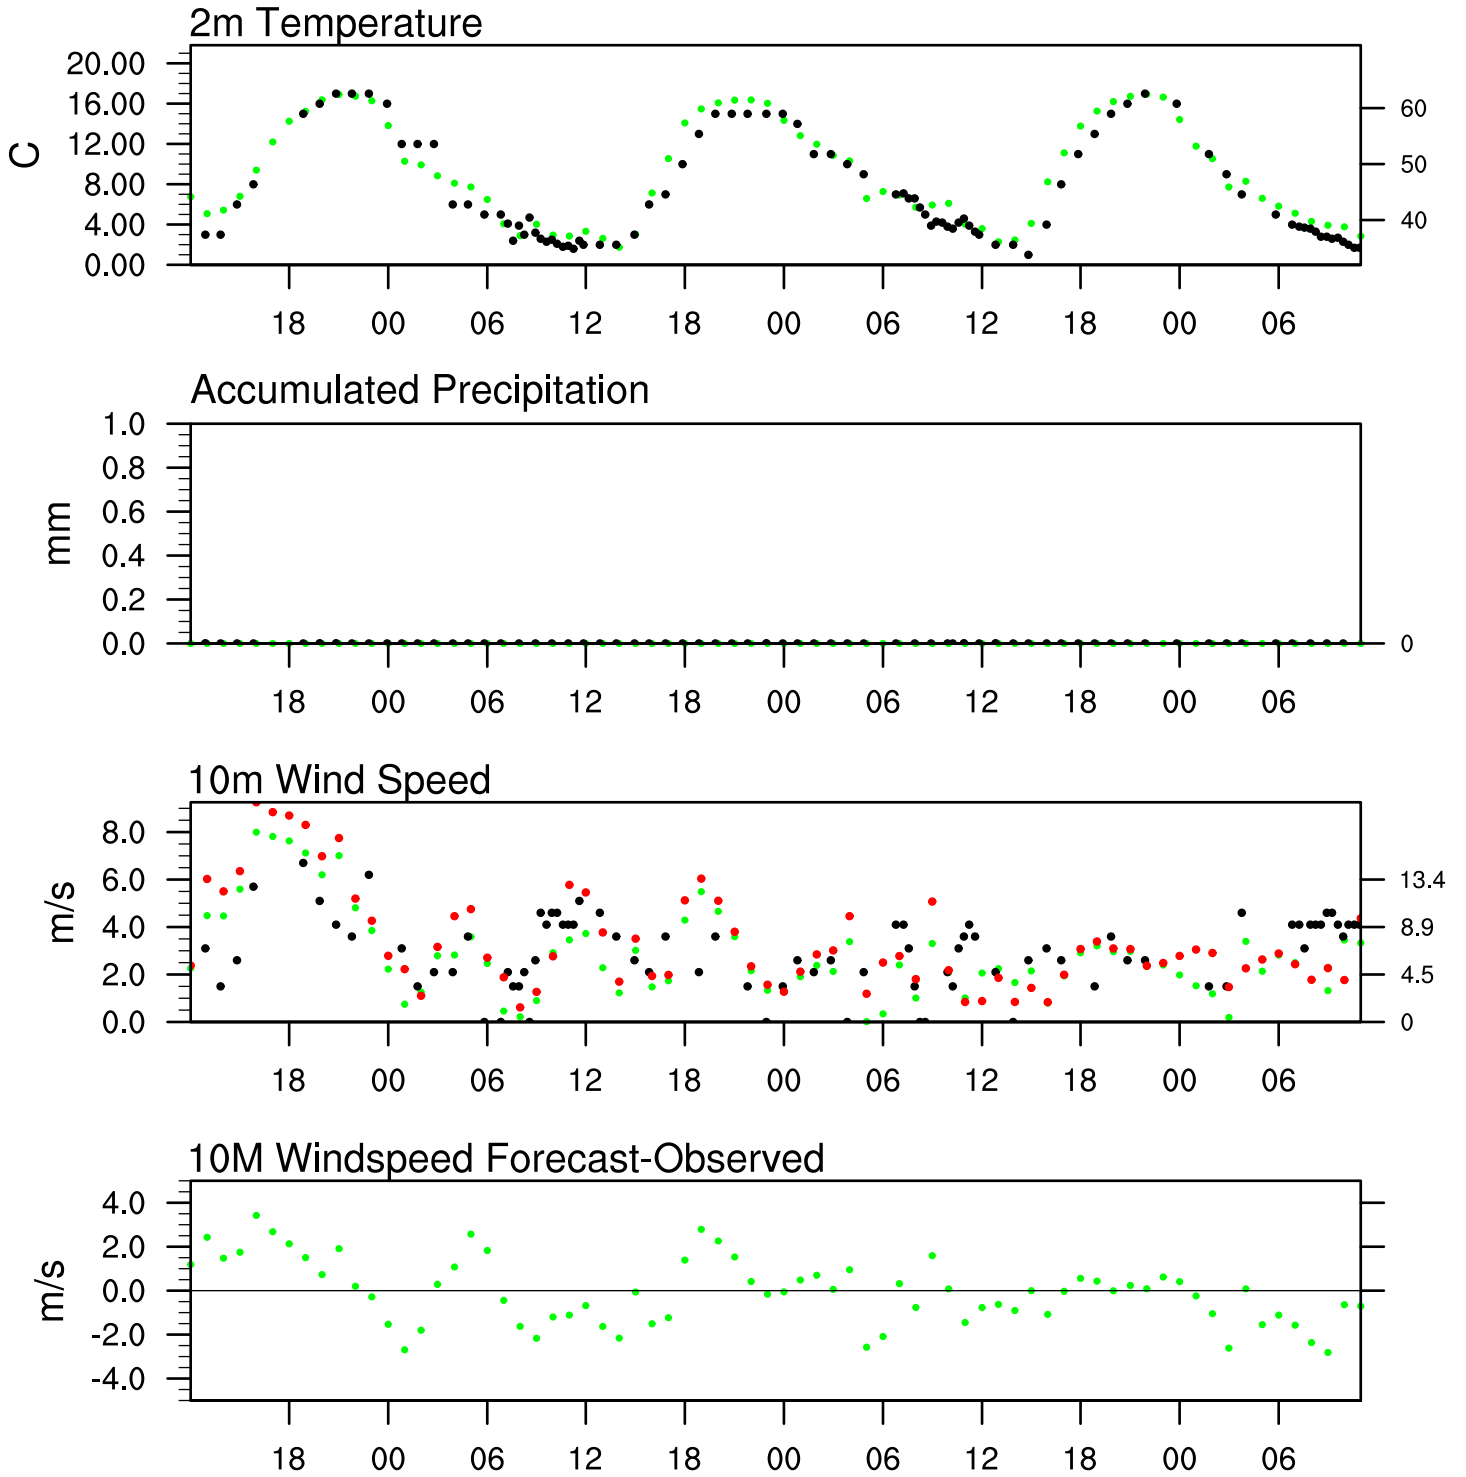 2m Temperature
20.00
16.00
12.00
8.00
4.00
0.00
C
60
50
40
18 00 06 12 18 00 06 12 18 00 06
Accumulated Precipitation
1.0
0.8
0.6
0.4
0.2
0.0
mm
0
18 00 06 12 18 00 06 12 18 00 06
10m Wind Speed
8.0
6.0
4.0
2.0
0.0
m/s
13.4
8.9
4.5
0
18 00 06 12 18 00 06 12 18 00 06
10M Windspeed Forecast-Observed
4.0
2.0
0.0
-2.0
-4.0
m/s
18 00 06 12 18 00 06 12 18 00 06